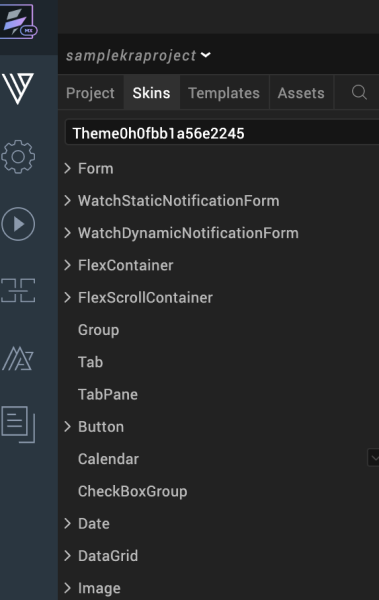 MX
samplekraproject
Project Skins Templates Assets
Theme0h0fbb1a56e2245
Form
WatchStaticNotificationForm
WatchDynamicNotificationForm
FlexContainer
FlexScrollContainer
Group
Tab
TabPane
Button
Calendar
CheckBoxGroup
Date
DataGrid
Image